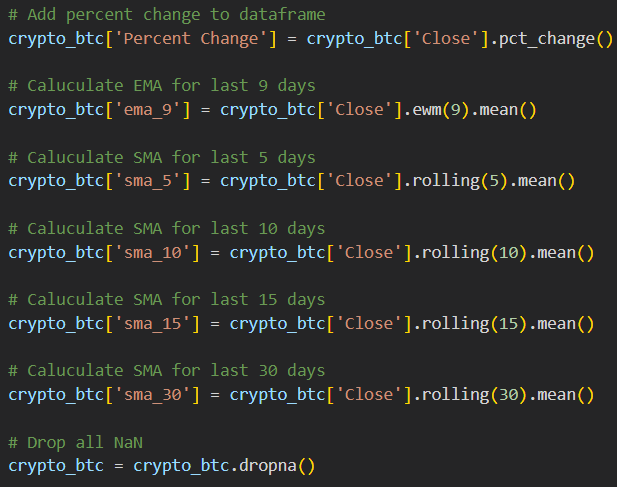 # Add percent change to dataframe
crypto_btc['Percent Change'] = crypto_btc['Close'].pct_change()
# Caluculate EMA for last 9 days
crypto_btc['ema_9'] = crypto_btc['Close'].ewm(9).mean()
# Caluculate SMA for last 5 days
crypto_btc['sma_5'] = crypto_btc['Close'].rolling(5).mean()
# Caluculate SMA for last 10 days
crypto_btc['sma_10'] = crypto_btc['Close'].rolling(10).mean()
# Caluculate SMA for last 15 days
crypto_btc['sma_15'] = crypto_btc['Close'].rolling(15).mean()
# Caluculate SMA for last 30 days
crypto_btc['sma_30'] = crypto_btc['Close'].rolling(30).mean()
# Drop all NaN
crypto_btc = crypto_btc.dropna()